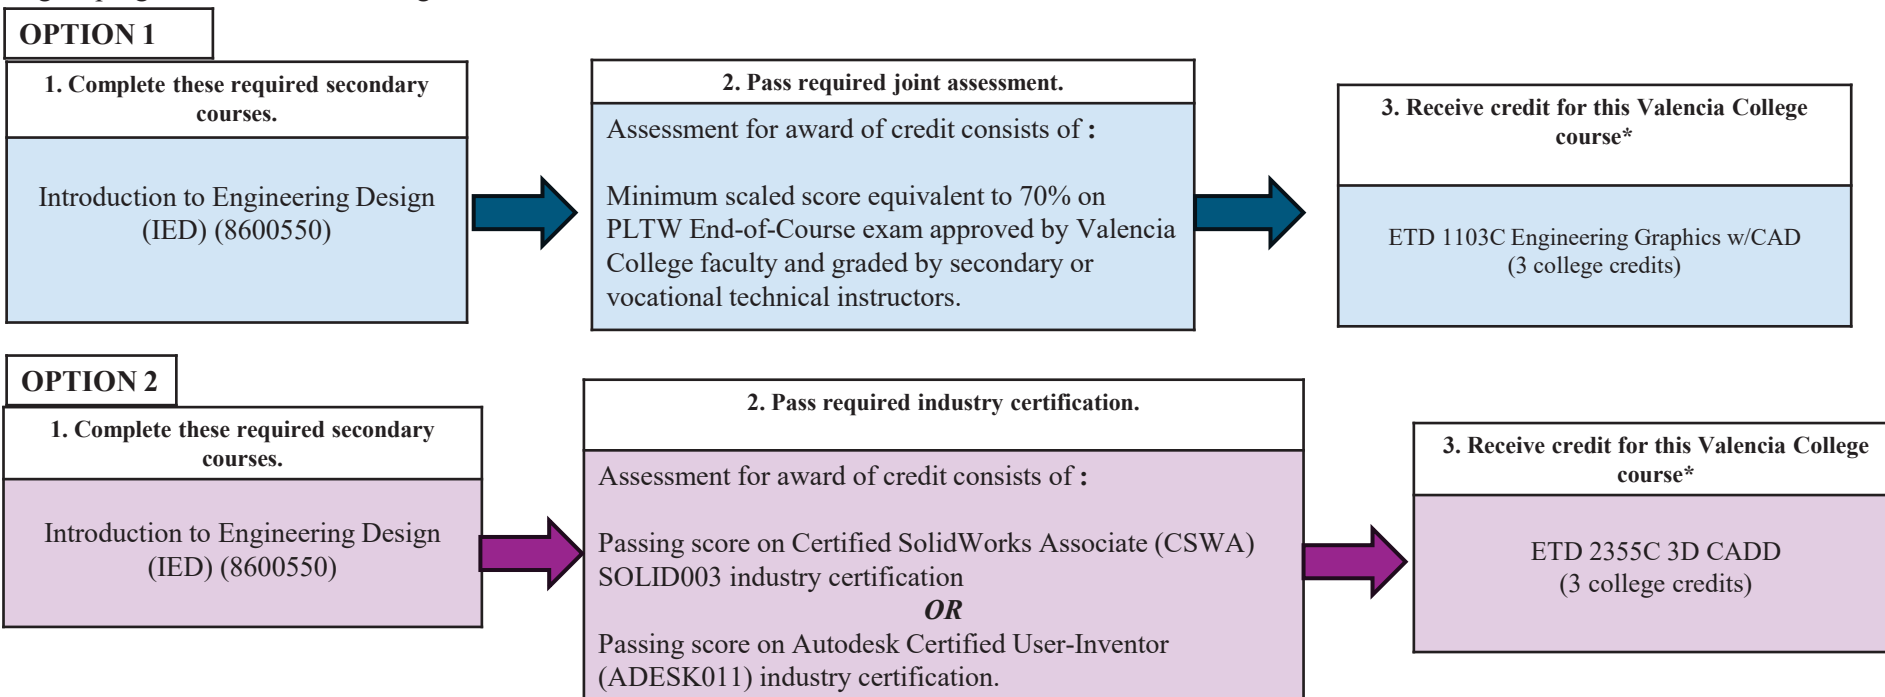 OPTION 1
1. Complete these required secondary
courses.
Introduction to Engineering Design
(IED) (8600550)
2. Pass required joint assessment.
Assessment for award of credit consists of :
Minimum scaled score equivalent to 70% on
PLTW End-of-Course exam approved by Valencia
College faculty and graded by secondary or
vocational technical instructors.
3. Receive credit for this Valencia College
course*
ETD 1103C Engineering Graphics w/CAD
(3 college credits)
OPTION 2
1. Complete these required secondary
courses.
Introduction to Engineering Design
(IED) (8600550)
2. Pass required industry certification.
Assessment for award of credit consists of :
Passing score on Certified SolidWorks Associate (CSWA)
SOLID003 industry certification
OR
Passing score on Autodesk Certified User-Inventor
(ADESK011) industry certification.
3. Receive credit for this Valencia College
course*
ETD 2355C 3D CADD
(3 college credits)